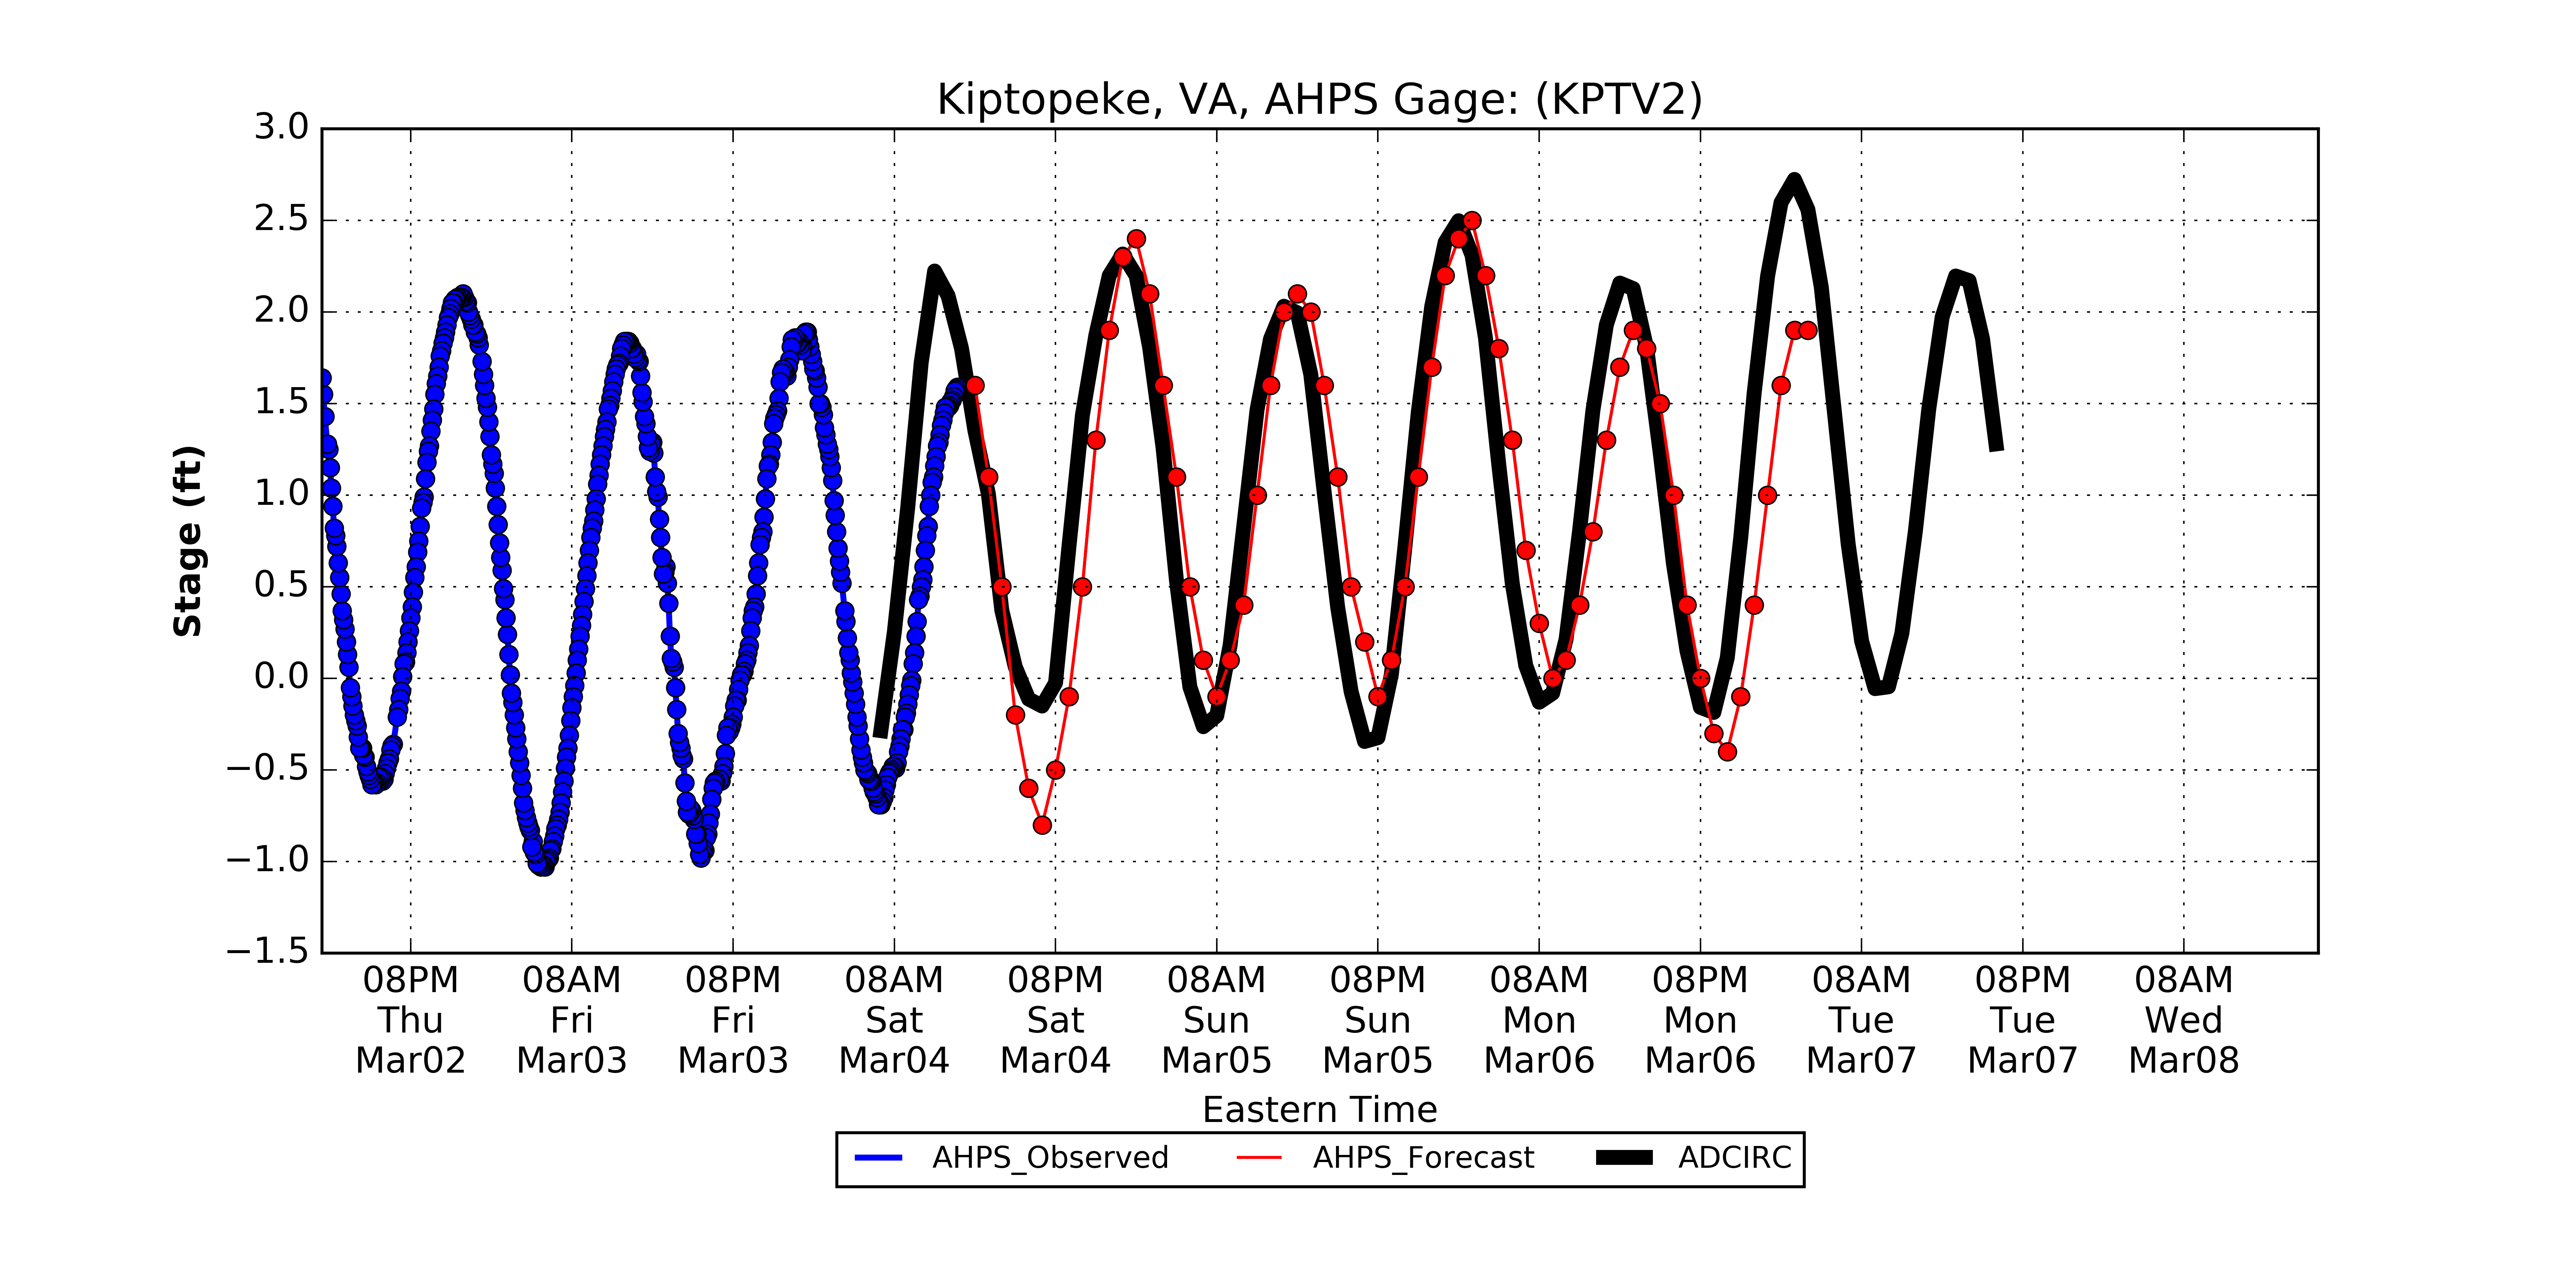 Kiptopeke, VA, AHPS Gage: (KPTV2)
3.0
2.5
2.0
1.5
1.0
0.5
0.0
−0.5
−1.0
−1.5
Stage (ft)
08PM 08AM 08PM 08AM 08PM 08AM 08PM 08AM 08PM 08AM 08PM 08AM
Thu Fri Fri Sat Sat Sun Sun Mon Mon Tue Tue Wed
Mar02 Mar03 Mar03 Mar04 Mar04 Mar05 Mar05 Mar06 Mar06 Mar07 Mar07 Mar08
Eastern Time
AHPS_Observed AHPS_Forecast ADCIRC